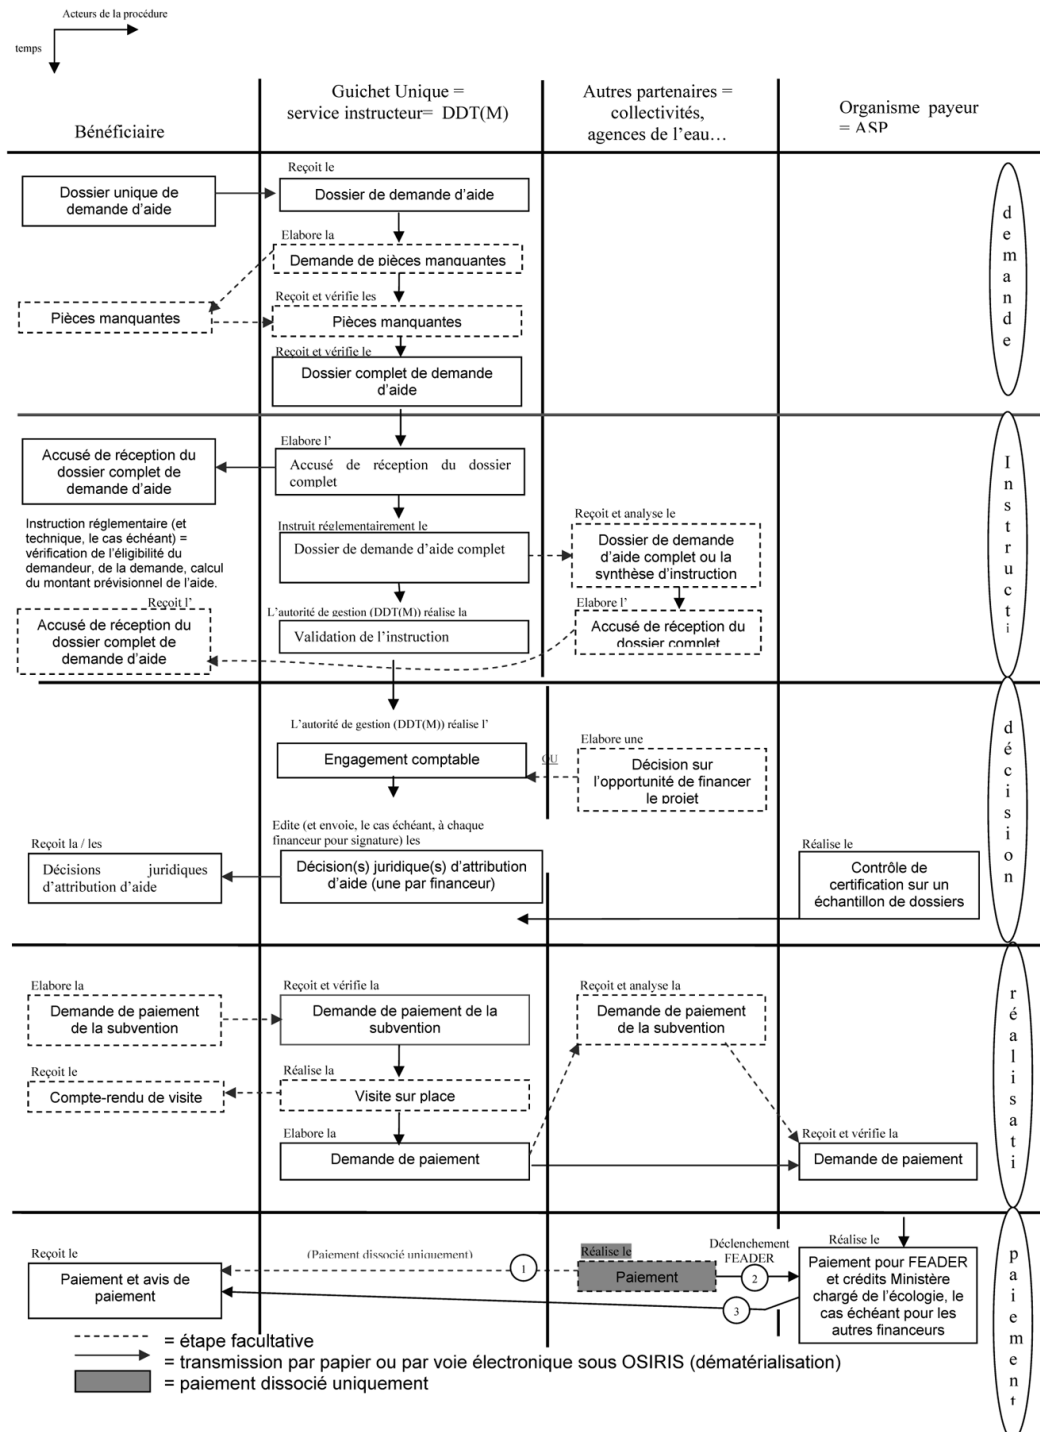 Acteurs de la procédure
temps
Bénéficiaire
Guichet Unique =
service instructeur= DDT(M)
Autres partenaires =
collectivités,
agences de l'eau…
Organisme payeur
= ASP
Reçoit le
Dossier unique de
demande d'aide
Dossier de demande d'aide
Elabore la
Demande de pièces manquantes
Reçoit et vérifie les
Pièces manquantes
Pièces manquantes
Reçoit et vérifie le
Dossier complet de demande
d'aide
demande
Elabore l'
Accusé de réception du
dossier complet de
demande d'aide
Accusé de réception du dossier
complet
Instruction réglementaire (et
technique, le cas échéant) =
vérification de l'éligibilité du
demandeur, de la demande, calcul
du montant prévisionnel de l'aide.
Instruit réglementairement le
Dossier de demande d'aide complet
Reçoit et analyse le
Dossier de demande
d'aide complet ou la
synthèse d'instruction
Reçoit l'
Accusé de réception du
dossier complet de
demande d'aide
L'autorité de gestion (DDT(M)) réalise la
Validation de l'instruction
Elabore l'
Accusé de réception du
dossier complet
Instructi
L'autorité de gestion (DDT(M)) réalise l'
Engagement comptable
OU
Elabore une
Décision sur
l'opportunité de financer
le projet
Edite (et envoie, le cas échéant, à chaque
financeur pour signature) les
Reçoit la / les
Décisions juridiques
d'attribution d'aide
Décision(s) juridique(s) d'attribution
d'aide (une par financeur)
Réalise le
Contrôle de
certification sur un
échantillon de dossiers
décision
Elabore la
Demande de paiement
de la subvention
Reçoit et vérifie la
Demande de paiement de la
subvention
Reçoit et analyse la
Demande de paiement
de la subvention
Reçoit le
Compte-rendu de visite
Réalise la
Visite sur place
Elabore la
Demande de paiement
Reçoit et vérifie la
Demande de paiement
réalisati
Reçoit le
Paiement et avis de
paiement
(Paiement dissocié uniquement)
1
Réalise le
Paiement
Déclenchement
FEADER
2
3
Réalise le
Paiement pour FEADER
et crédits Ministère
chargé de l'écologie, le
cas échéant pour les
autres financeurs
paiement
= étape facultative
= transmission par papier ou par voie électronique sous OSIRIS (dématérialisation)
= paiement dissocié uniquement